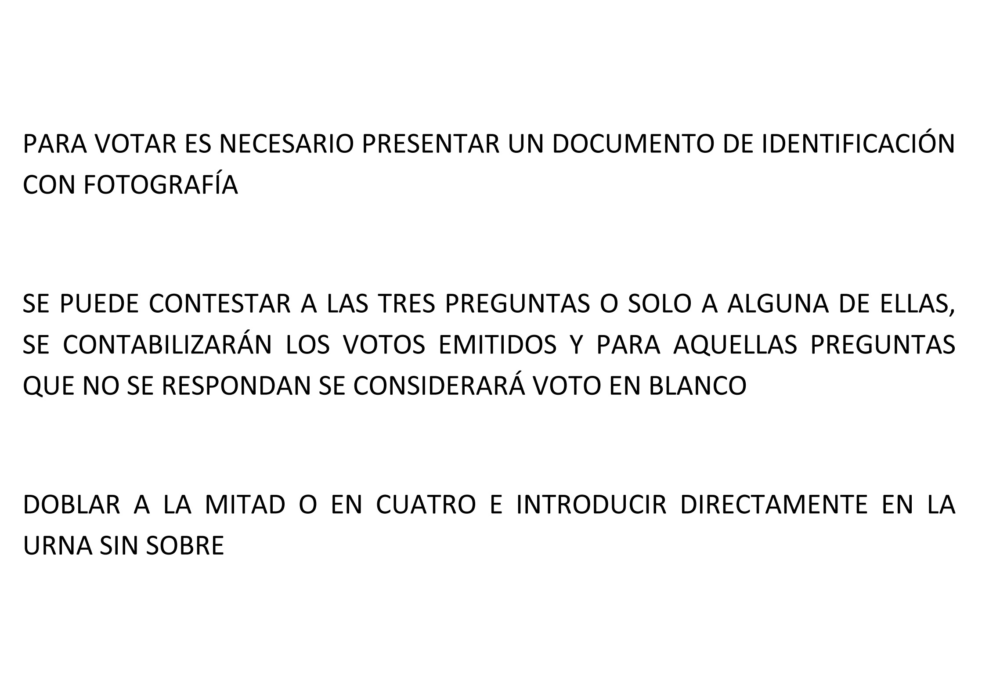 PARA VOTAR ES NECESARIO PRESENTAR UN DOCUMENTO DE IDENTIFICACIÓN
CON FOTOGRAFÍA
SE PUEDE CONTESTAR A LAS TRES PREGUNTAS O SOLO A ALGUNA DE ELLAS,
SE CONTABILIZARÁN LOS VOTOS EMITIDOS Y PARA AQUELLAS PREGUNTAS
QUE NO SE RESPONDAN SE CONSIDERARÁ VOTO EN BLANCO
DOBLAR A LA MITAD O EN CUATRO E INTRODUCIR DIRECTAMENTE EN LA
URNA SIN SOBRE